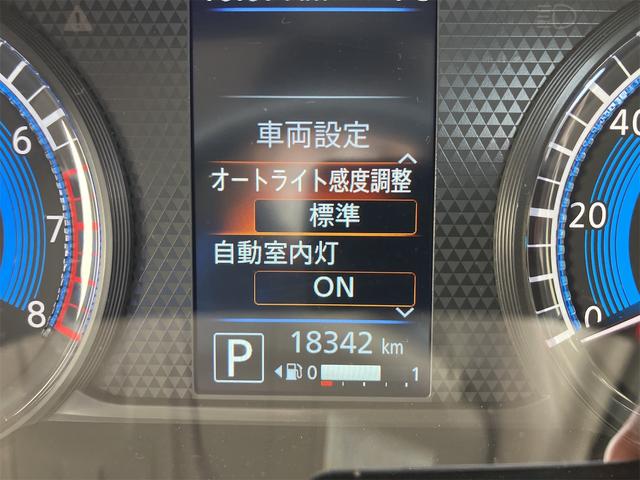 車両設定
オートライト感度調整
標準
自動室内灯
ON
P
18342 km
0 1
6
7
8
40
20
0